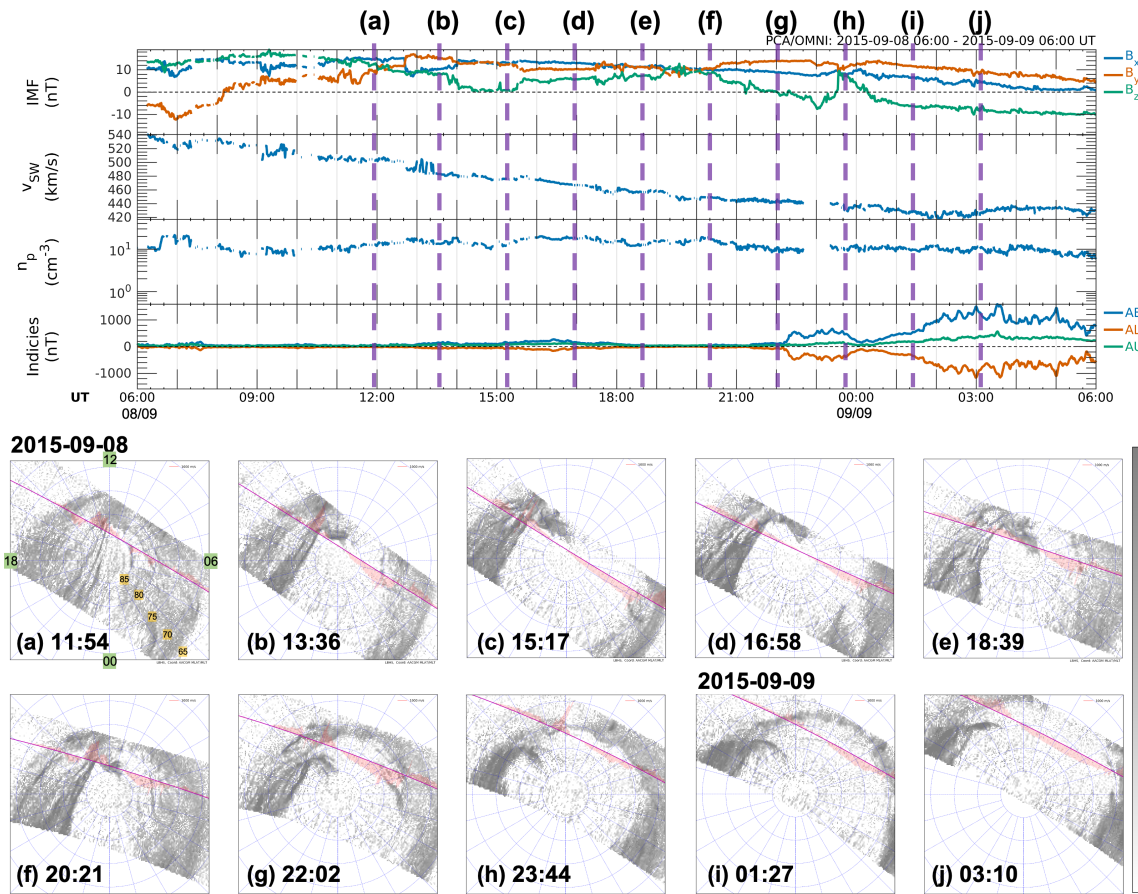 (a) (b) (c) (d) (e) (f) (g) (h) (i) (j)
PCA/OMNI: 2015-09-08 06:00 - 2015-09-09 06:00 UT
IMF
(nT)
10
0
-10
Bx
By
Bz
vSW
(km/s)
540
520
500
480
460
440
420
np
(cm-3)
10^1
10^0
Indicies
(nT)
1000
0
-1000
AE
AL
AU
UT 06:00 09:00 12:00 15:00 18:00 21:00 00:00 03:00 06:00
08/09 09/09
2015-09-08
12
18
06
85
80
75
70
65
00
(a) 11:54
(b) 13:36
(c) 15:17
(d) 16:58
(e) 18:39
2015-09-09
(f) 20:21
(g) 22:02
(h) 23:44
(i) 01:27
(j) 03:10